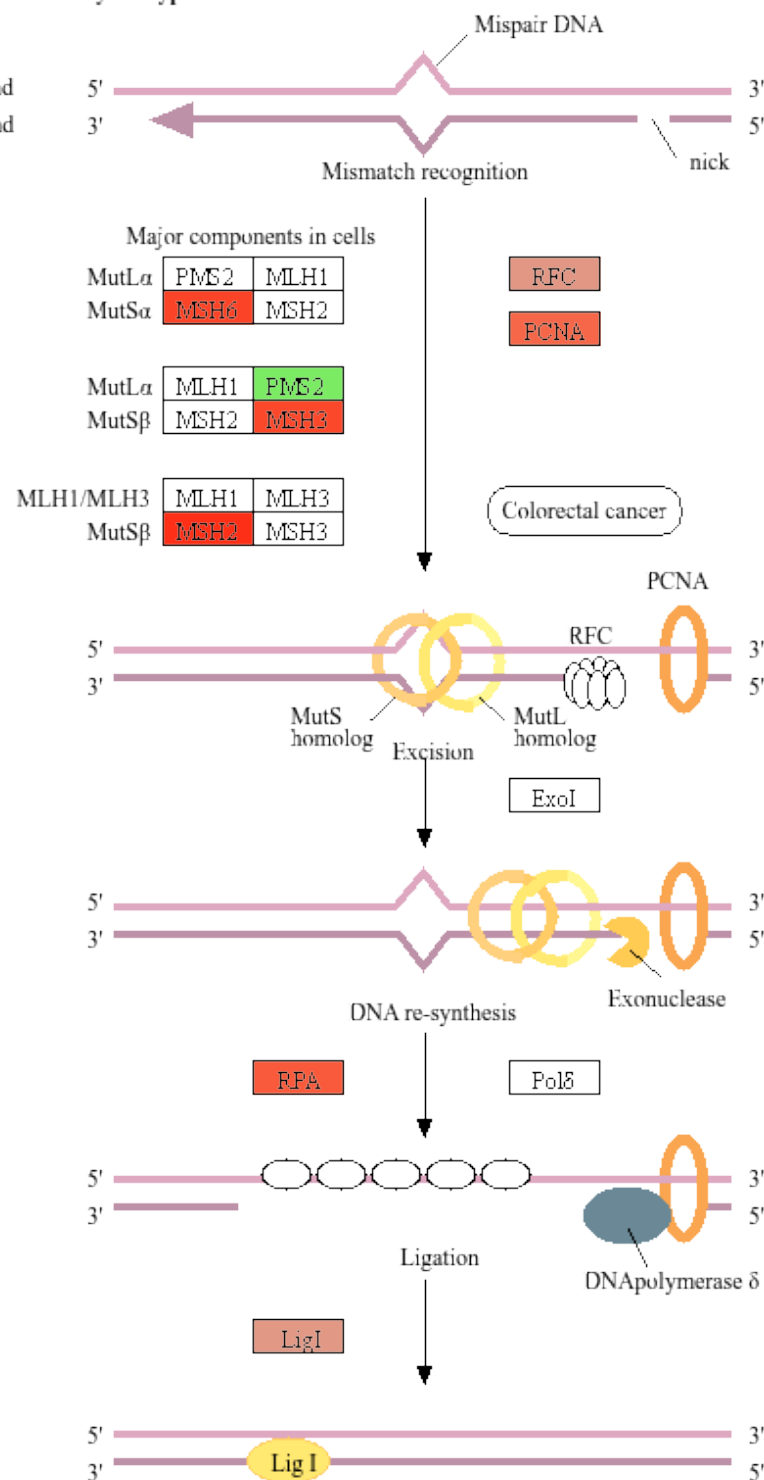 Mispair DNA
5' 3'
3' 5'
nick
Mismatch recognition
Major components in cells
MutLα PMS2 MLH1 RFC
MutSα MSH6 MSH2
PCNA
MutLα MLH1 PMS2
MutSβ MSH2 MSH3
MLH1/MLH3 MLH1 MLH3
Colorectal cancer
MutSβ MSH2 MSH3
PCNA
RFC
5' 3'
3' 5'
MutS homolog
MutL homolog
Excision
ExoI
5' 3'
3' 5'
Exonuclease
DNA re-synthesis
RPA Polδ
5' 3'
3' 5'
Ligation
DNApolymerase δ
LigI
5' 3'
Lig I
3' 5'